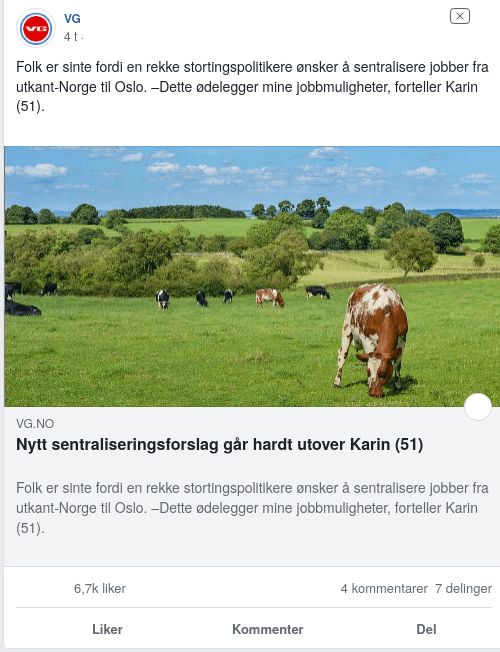 VG
VG
4 t ·
Folk er sinte fordi en rekke stortingspolitikere ønsker å sentralisere jobber fra
utkant-Norge til Oslo. –Dette ødelegger mine jobbmuligheter, forteller Karin
(51).
VG.NO
Nytt sentraliseringsforslag går hardt utover Karin (51)
Folk er sinte fordi en rekke stortingspolitikere ønsker å sentralisere jobber fra
utkant-Norge til Oslo. –Dette ødelegger mine jobbmuligheter, forteller Karin
(51).
6,7k liker
4 kommentarer 7 delinger
Liker Kommenter Del